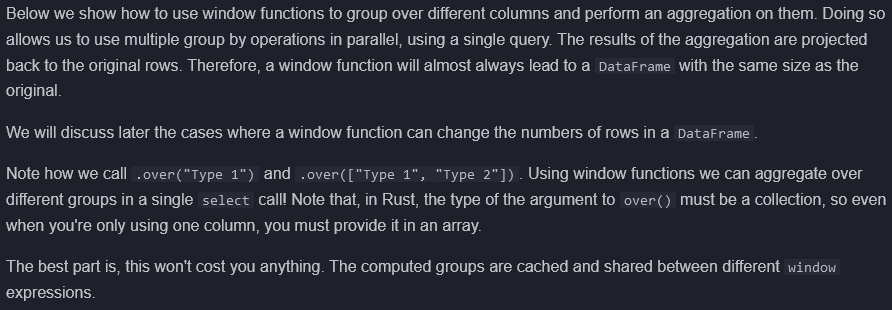 Below we show how to use window functions to group over different columns and perform an aggregation on them. Doing so
allows us to use multiple group by operations in parallel, using a single query. The results of the aggregation are projected
back to the original rows. Therefore, a window function will almost always lead to a DataFrame with the same size as the
original.
We will discuss later the cases where a window function can change the numbers of rows in a DataFrame.
Note how we call .over("Type 1") and .over(["Type 1", "Type 2"]). Using window functions we can aggregate over
different groups in a single select call! Note that, in Rust, the type of the argument to over() must be a collection, so even
when you're only using one column, you must provide it in an array.
The best part is, this won't cost you anything. The computed groups are cached and shared between different window
expressions.